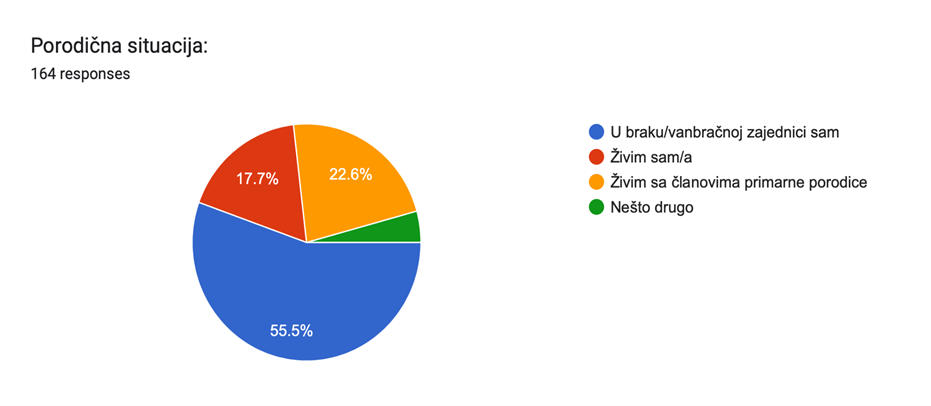 Porodična situacija:
164 responses
17.7%
22.6%
55.5%
U braku/vanbračnoj zajednici sam
Živim sam/a
Živim sa članovima primarne porodice
Nešto drugo